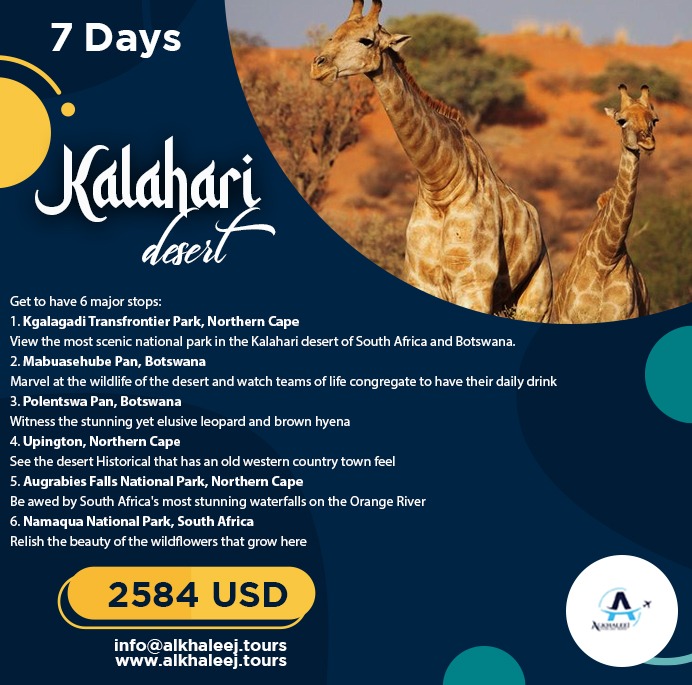 7 Days
Kalahari
desert
Get to have 6 major stops:
1. Kgalagadi Transfrontier Park, Northern Cape
View the most scenic national park in the Kalahari desert of South Africa and Botswana.
2. Mabuasehube Pan, Botswana
Marvel at the wildlife of the desert and watch teams of life congregate to have their daily drink
3. Polentswa Pan, Botswana
Witness the stunning yet elusive leopard and brown hyena
4. Upington, Northern Cape
See the desert Historical that has an old western country town feel
5. Augrabies Falls National Park, Northern Cape
Be awed by South Africa's most stunning waterfalls on the Orange River
6. Namaqua National Park, South Africa
Relish the beauty of the wildflowers that grow here
2584 USD
info@alkhaleej.tours
www.alkhaleej.tours
ALKHALEEJ